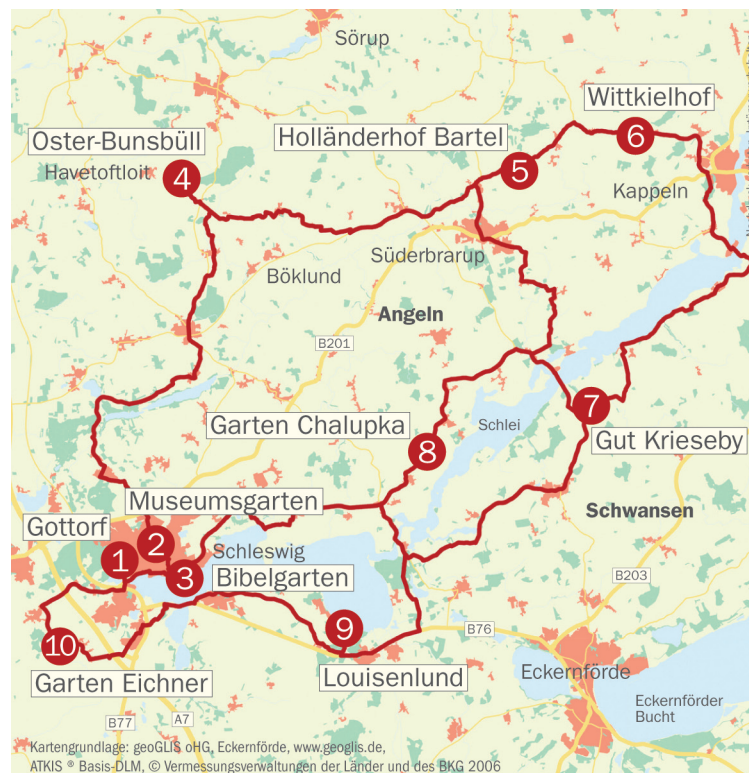 Sörup
Wittkielhof
Holländerhof Bartel
Oster-Bunsbüll
Havetoftloit
4
5
6
Kappeln
Süderbrarup
Böklund
Angeln
B201
Garten Chalupka
8
Schlei
7
Gut Krieseby
Museumsgarten
Gottorf
1
2
3
Schleswig
Bibelgarten
Schwansen
B203
10
Garten Eichner
9
Louisenlund
B76
Eckernförde
Eckernförder
Bucht
B77
A7
Kartengrundlage: geoGLIS oHG, Eckernförde, www.geoglis.de,
ATKIS ® Basis-DLM, © Vermessungsverwaltungen der Länder und des BKG 2006